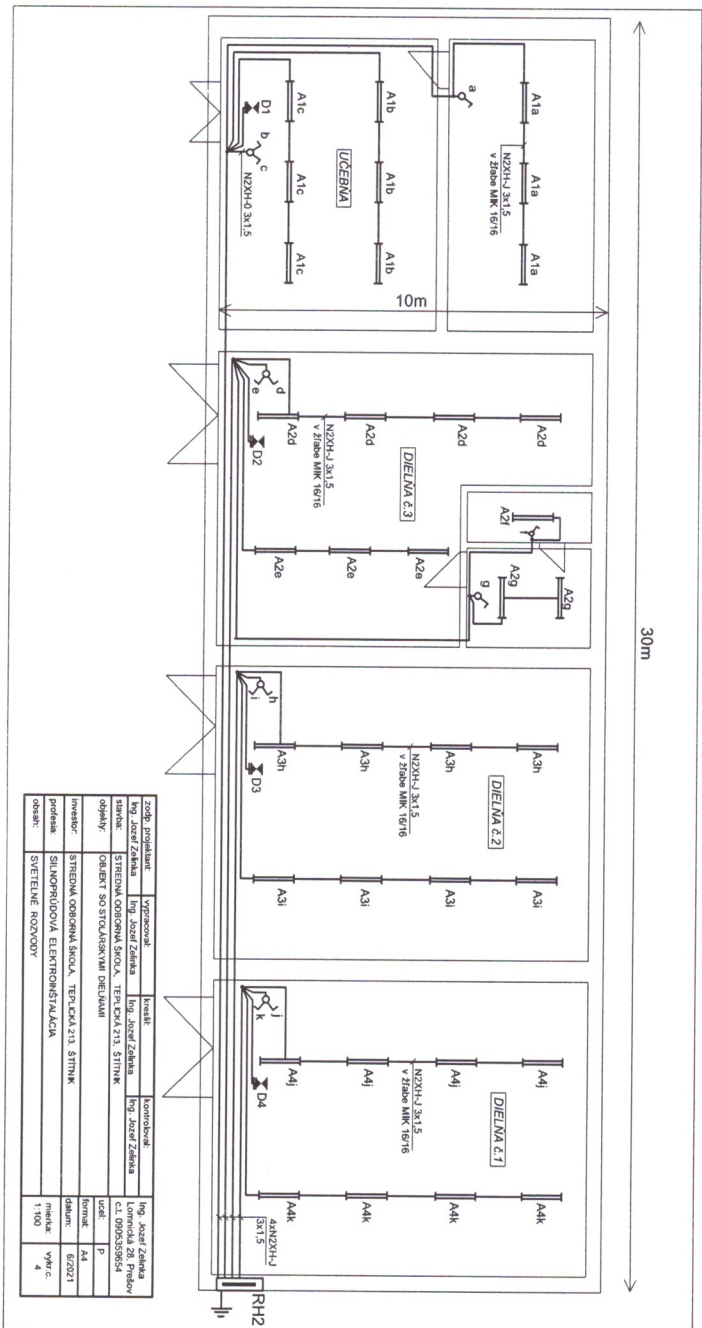 30m
10m
A1a
A1a
A1a
N2XH-J 3x1,5
v žľabe MIK 16/16
a
A1b
A1b
A1b
UČEBŇA
A1c
A1c
A1c
D1
b
c
N2XH-0 3x1,5
A2d
A2d
A2d
A2d
d
e
D2
N2XH-J 3x1,5
v žľabe MIK 16/16
DIELŇA č.3
A2e
A2e
A2e
A2f
f
A2g
A2g
g
A3h
A3h
A3h
A3h
h
i
D3
N2XH-J 3x1,5
v žľabe MIK 16/16
DIELŇA č.2
A3i
A3i
A3i
A3i
A4j
A4j
A4j
A4j
j
k
D4
N2XH-J 3x1,5
v žľabe MIK 16/16
DIELŇA č.1
A4k
A4k
A4k
A4k
4xN2XH-J
3x1,5
RH2
zodp. projektant: vypracoval: kreslil: kontroloval:
Ing. Jozef Zelinka Ing. Jozef Zelinka Ing. Jozef Zelinka Ing. Jozef Zelinka
Ing. Jozef Zelinka
Lomnická 28, Prešov
č.t. 0905359654
stavba: STREDNÁ ODBORNÁ ŠKOLA, TEPLICKÁ 213, ŠTÍTNIK
objekty: OBJEKT SO STOLÁRSKYMI DIELŇAMI
účel: P
formát: A4
investor: STREDNÁ ODBORNÁ ŠKOLA, TEPLICKÁ 213, ŠTÍTNIK
dátum: 6/2021
profesia: SILNOPRÚDOVÁ ELEKTROINŠTALÁCIA
mierka: výkr.č.
1:100 4
obsah: SVETELNÉ ROZVODY